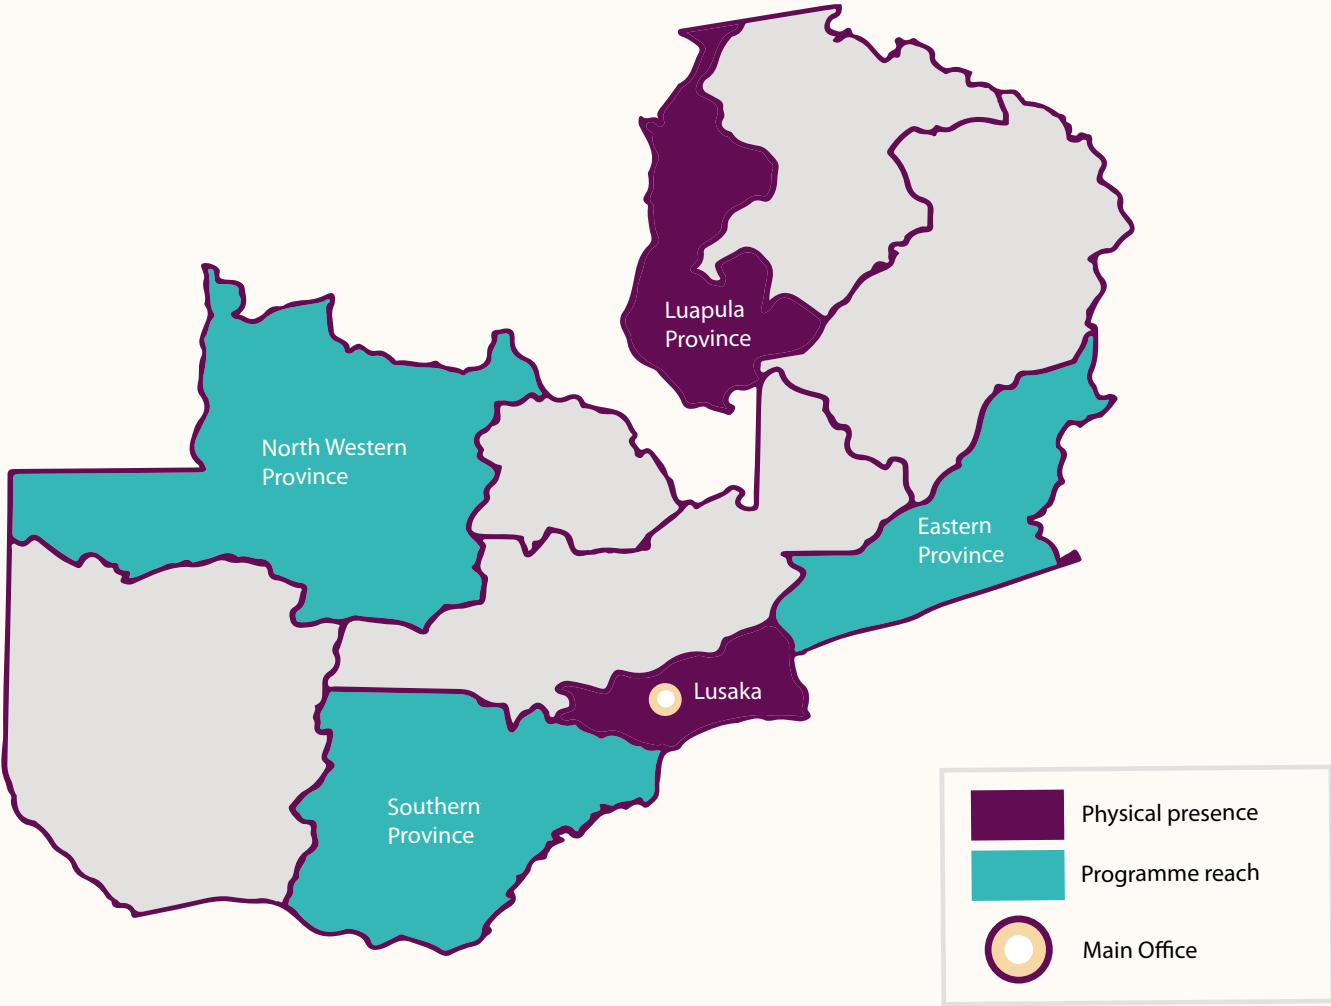 Luapula
Province
North Western
Province
Eastern
Province
Lusaka
Southern
Province
Physical presence
Programme reach
Main Office